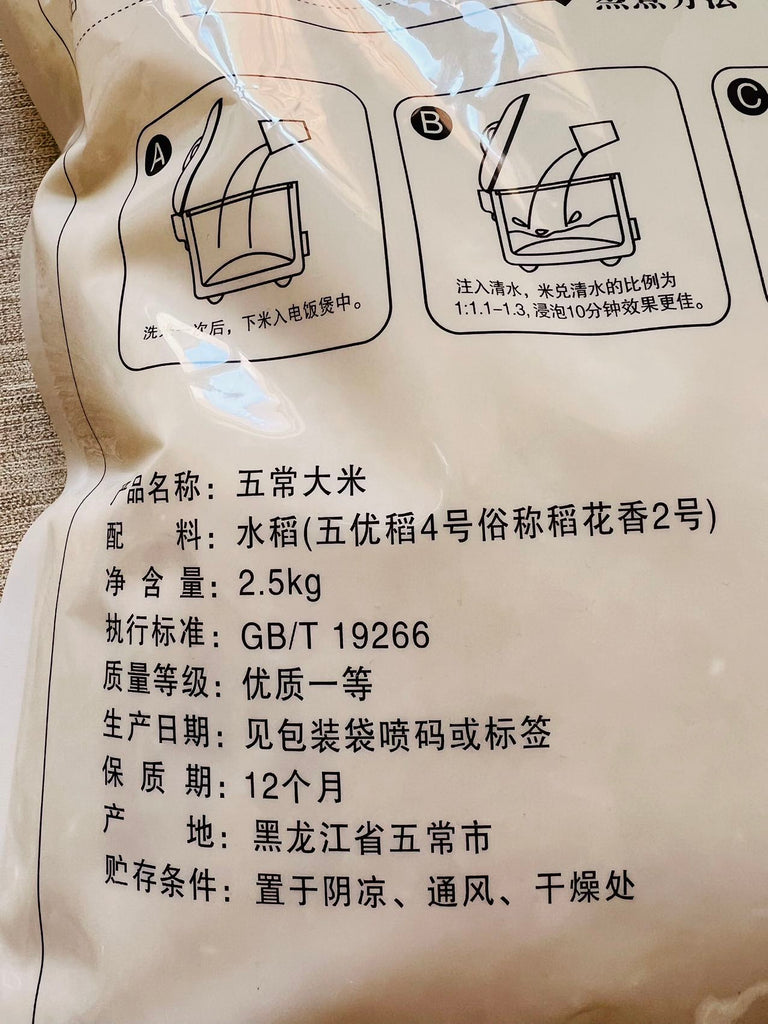 A
B
C
洗 次后，下米入电饭煲中。
注入清水，米兑清水的比例为
1:1.1-1.3,浸泡10分钟效果更佳。
产品名称：五常大米
配 料：水稻(五优稻4号俗称稻花香2号)
净 含 量：2.5kg
执行标准：GB/T 19266
质量等级：优质一等
生产日期：见包装袋喷码或标签
保 质 期：12个月
产 地：黑龙江省五常市
贮存条件：置于阴凉、通风、干燥处